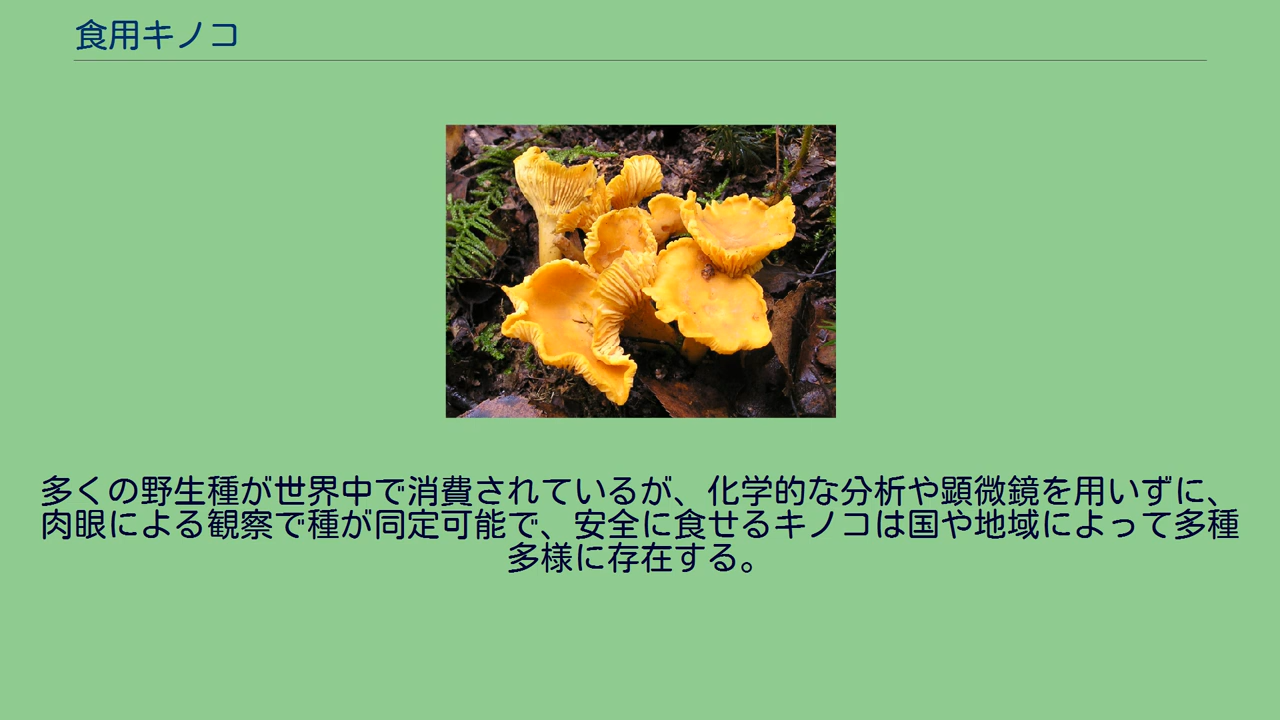 食用キノコ
多くの野生種が世界中で消費されているが、化学的な分析や顕微鏡を用いずに、
肉眼による観察で種が同定可能で、安全に食せるキノコは国や地域によって多種
多様に存在する。